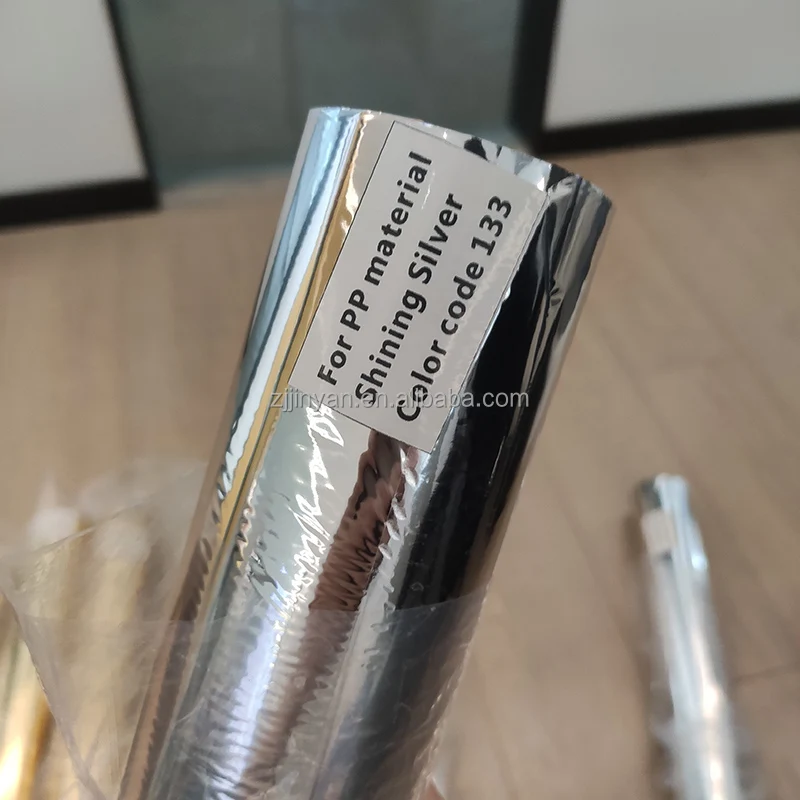 For PP material
Shining Silver
Color code 133
zjjinyan.en.alibaba.com